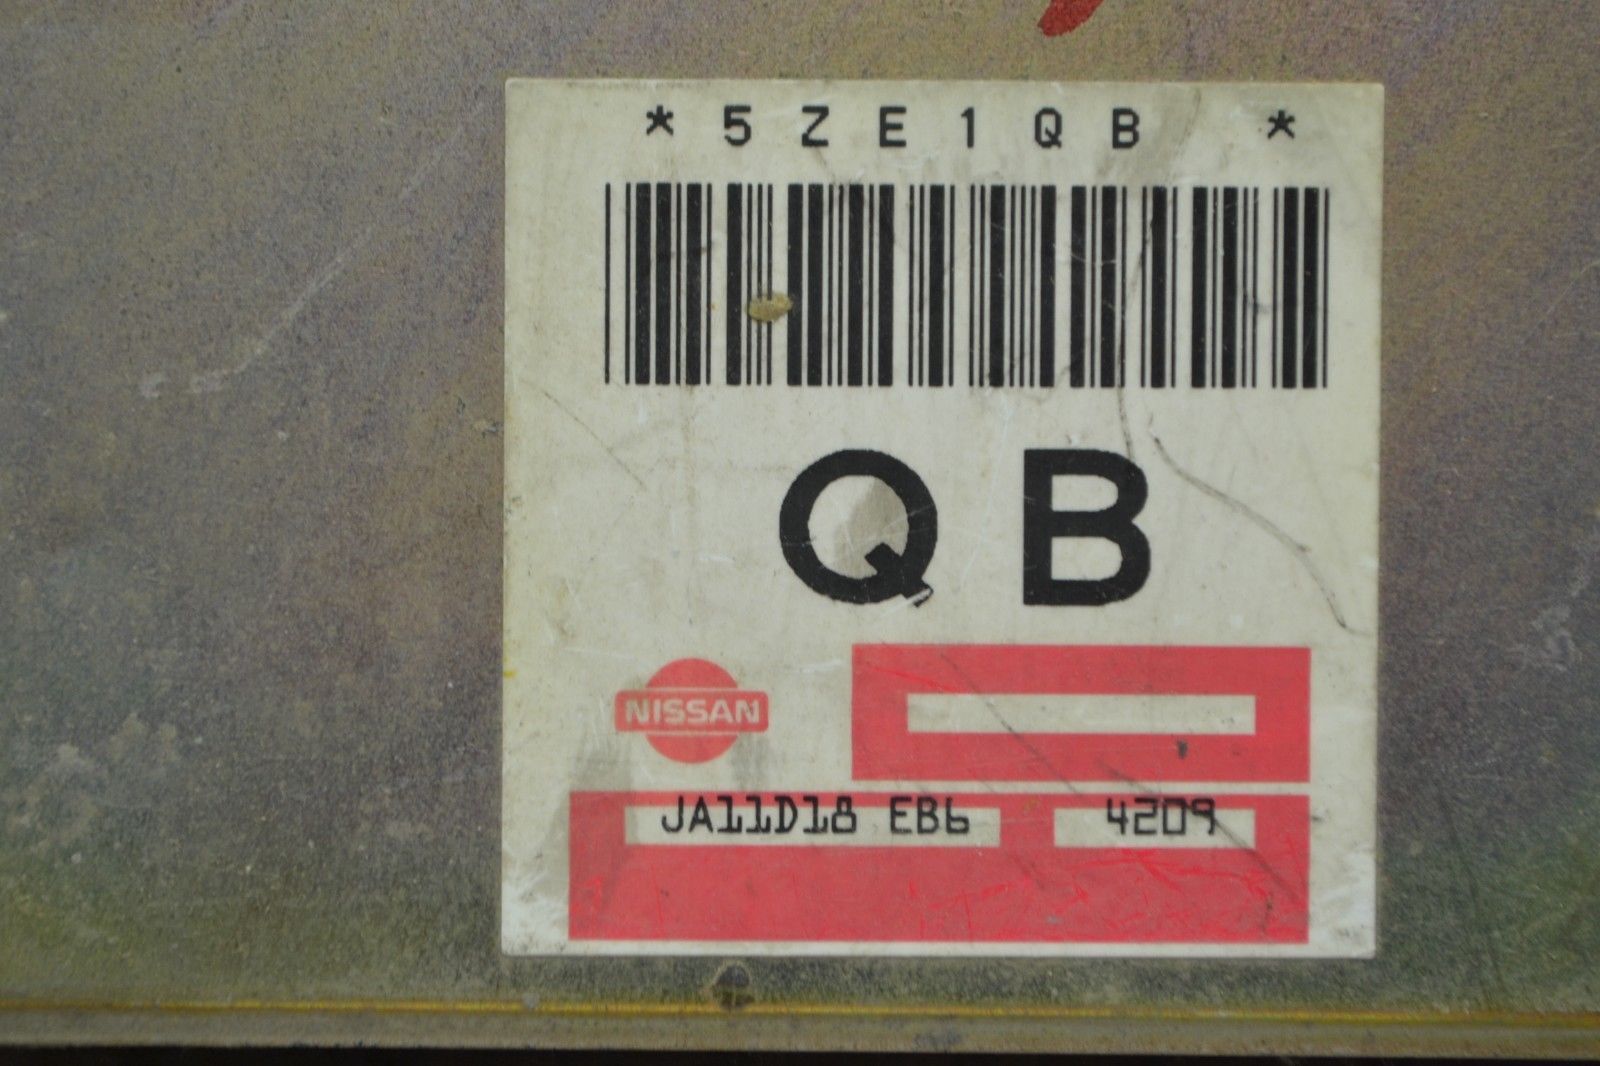 *5ZE1QB *
QB
NISSAN
JA11D18 EB6 4209